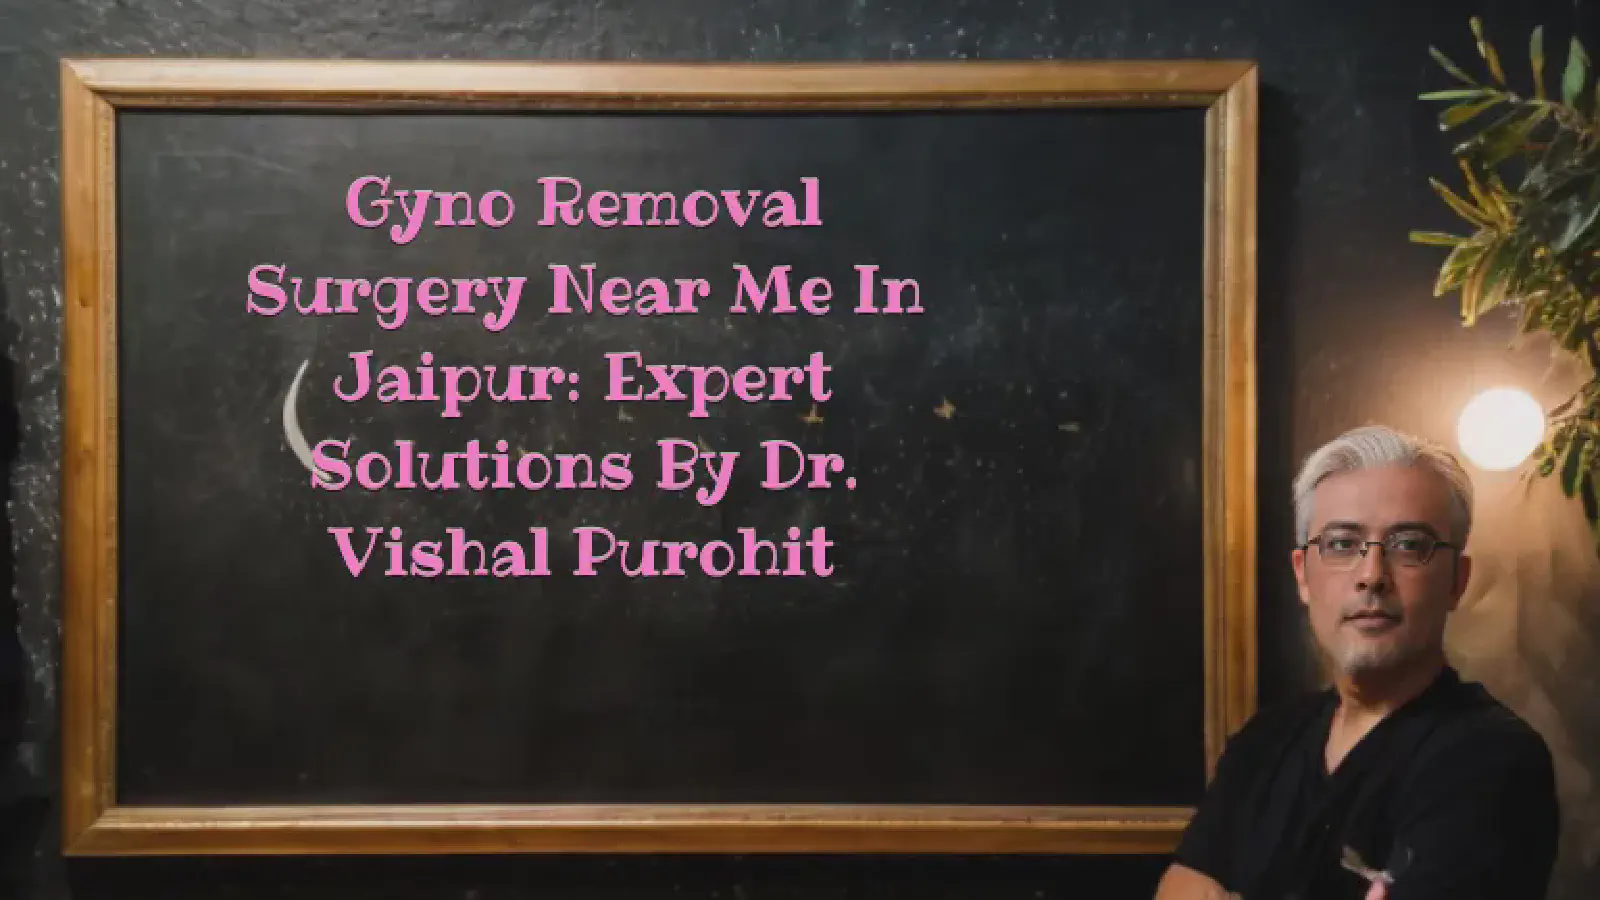 Gyno Removal
Surgery Near Me In
Jaipur: Expert
Solutions By Dr.
Vishal Purohit